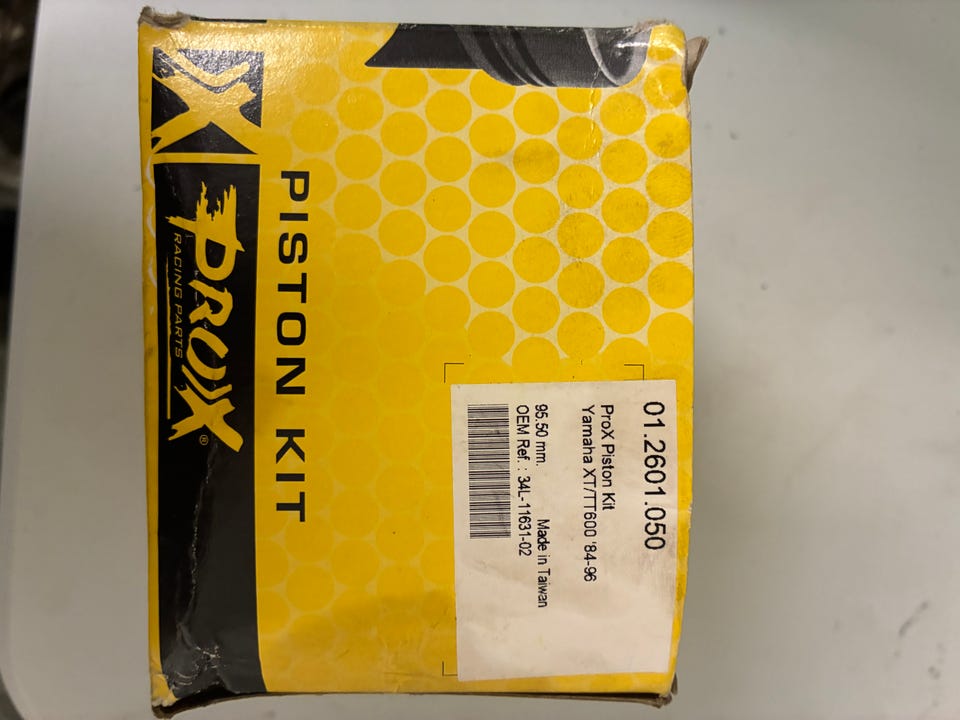 PROX®
RACING PARTS
PISTON KIT
01.2601.050
ProX Piston Kit
Yamaha XT/TT600 '84-96
95.50 mm. Made in Taiwan
OEM Ref. : 34L-11631-02